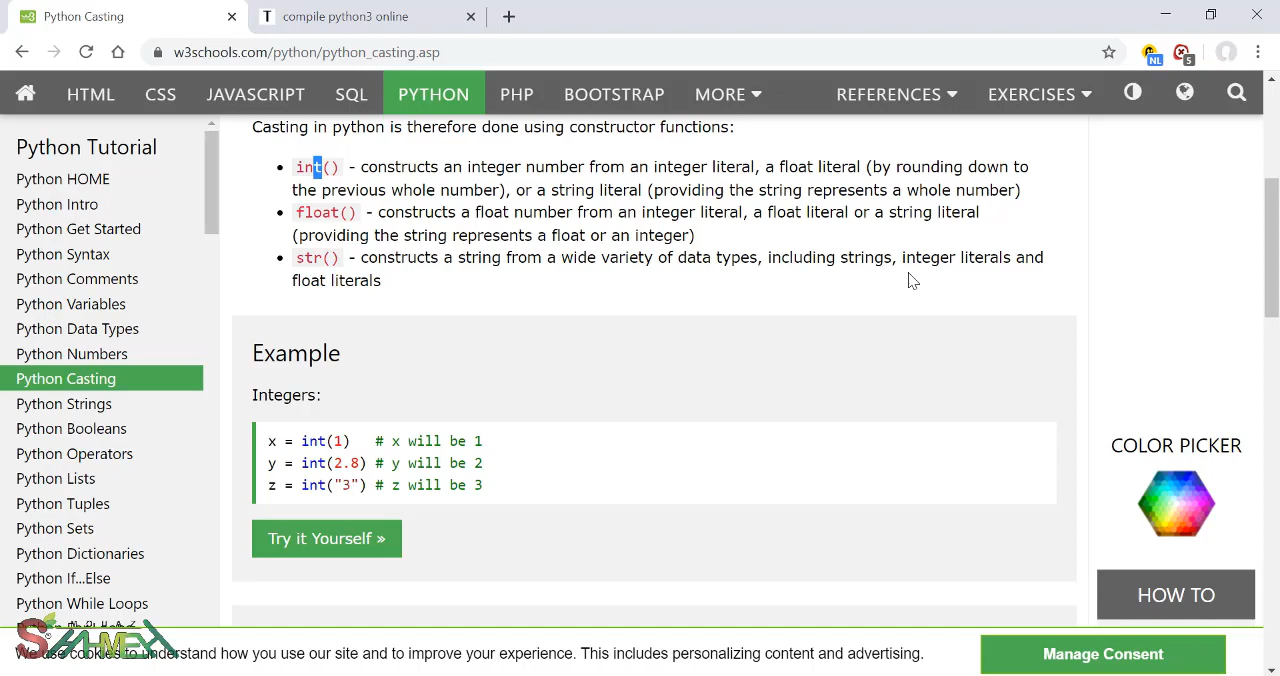 Python Casting
compile python3 online
w3schools.com/python/python_casting.asp
NL
5
HTML CSS JAVASCRIPT SQL PYTHON PHP BOOTSTRAP MORE REFERENCES EXERCISES
Python Tutorial
Python HOME
Python Intro
Python Get Started
Python Syntax
Python Comments
Python Variables
Python Data Types
Python Numbers
Python Casting
Python Strings
Python Booleans
Python Operators
Python Lists
Python Tuples
Python Sets
Python Dictionaries
Python If...Else
Python While Loops
Casting in python is therefore done using constructor functions:
• int() - constructs an integer number from an integer literal, a float literal (by rounding down to
the previous whole number), or a string literal (providing the string represents a whole number)
• float() - constructs a float number from an integer literal, a float literal or a string literal
(providing the string represents a float or an integer)
• str() - constructs a string from a wide variety of data types, including strings, integer literals and
float literals
Example
Integers:
x = int(1)   # x will be 1
y = int(2.8) # y will be 2
z = int("3") # z will be 3
Try it Yourself »
COLOR PICKER
HOW TO
We use cookies to understand how you use our site and to improve your experience. This includes personalizing content and advertising.
Manage Consent